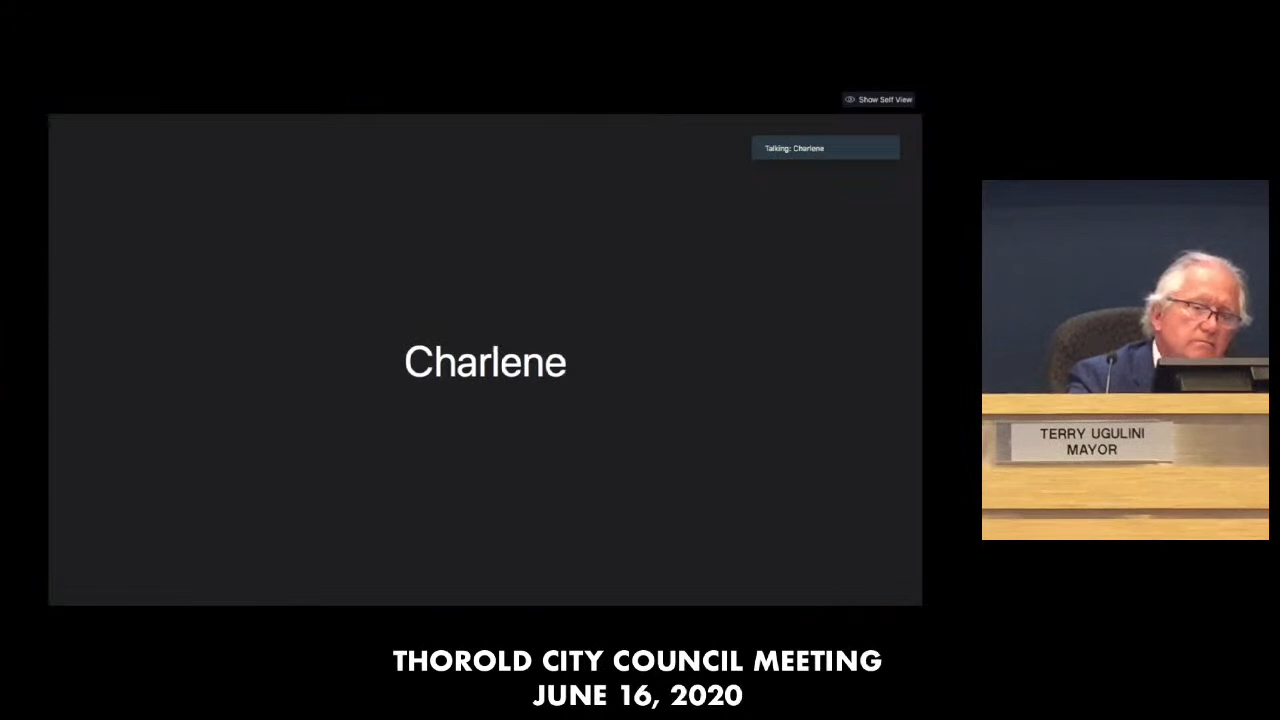 Show Self View
Talking: Charlene
Charlene
TERRY UGULINI
MAYOR
THOROLD CITY COUNCIL MEETING
JUNE 16, 2020